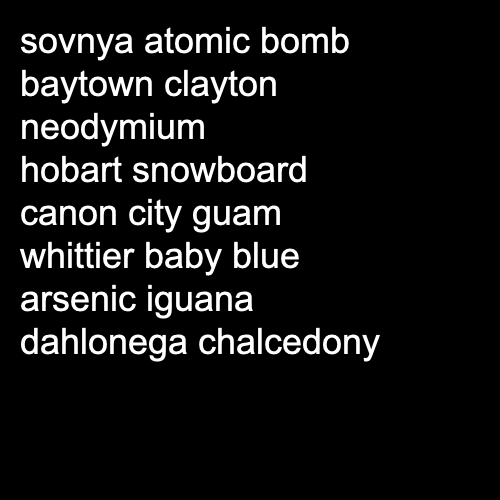 sovnya atomic bomb
baytown clayton
neodymium
hobart snowboard
canon city guam
whittier baby blue
arsenic iguana
dahlonega chalcedony